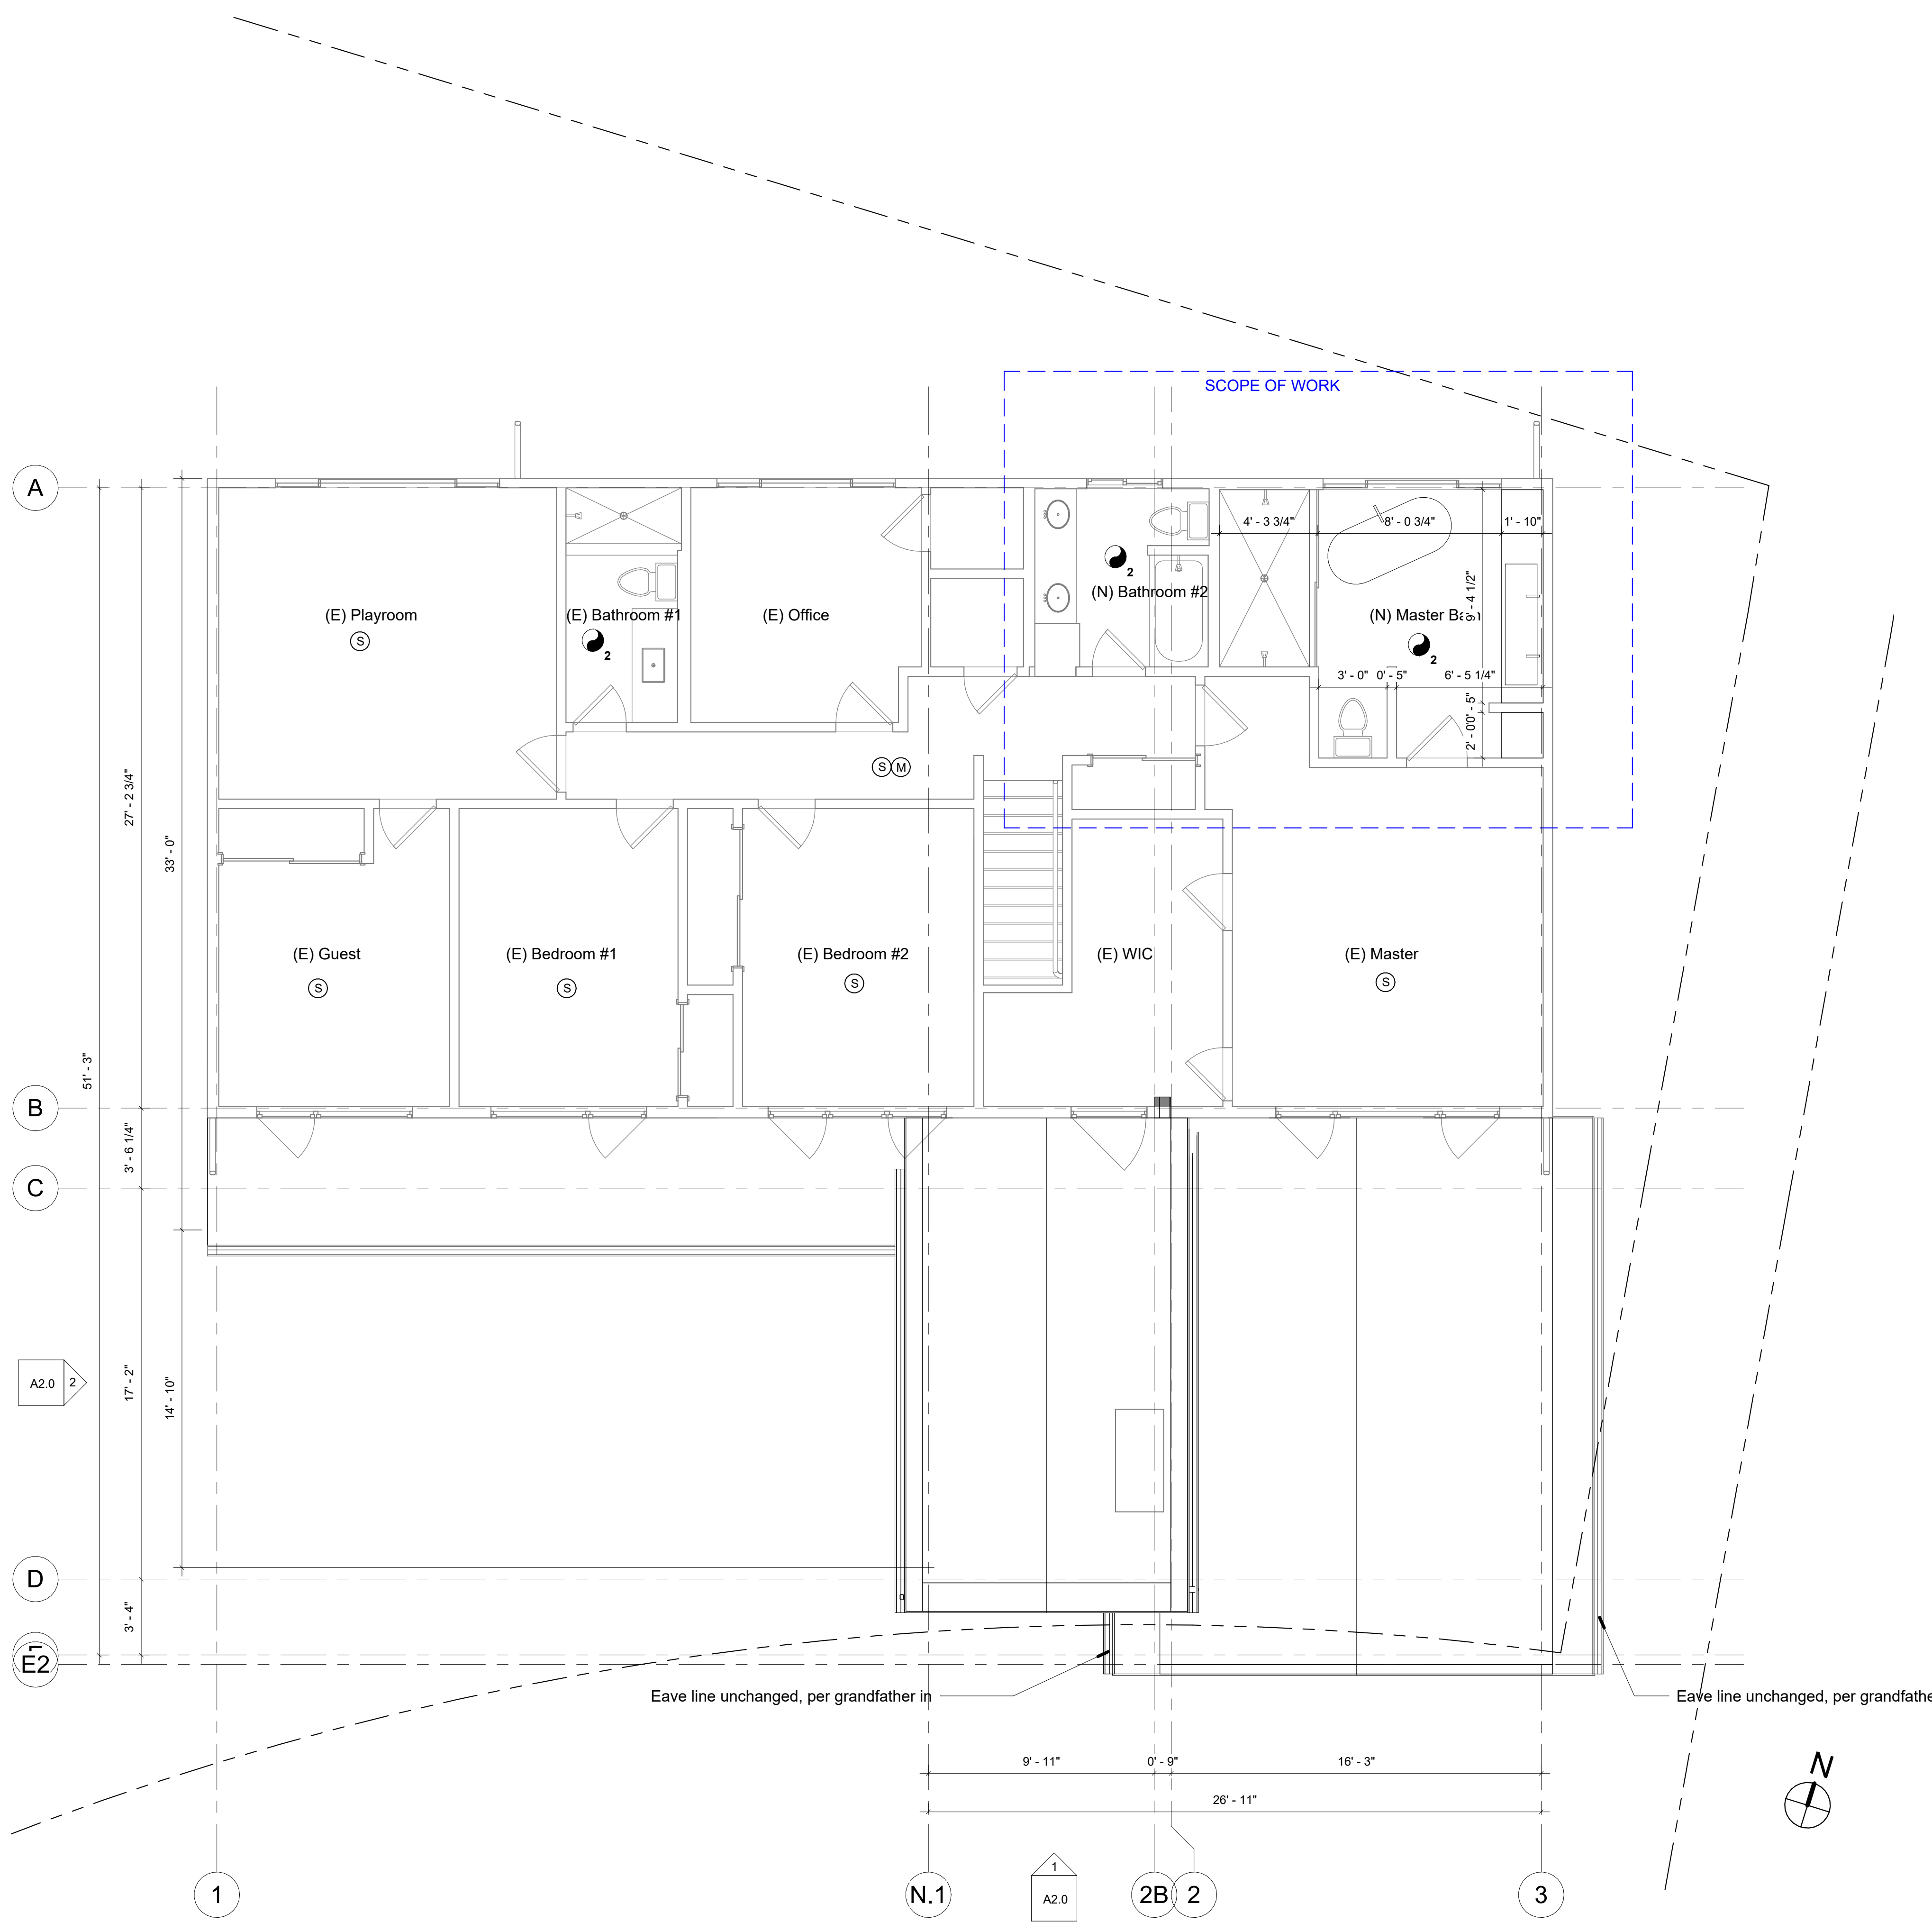 SCOPE OF WORK
A
4' - 3 3/4"
8' - 0 3/4"
1' - 10"
2
(N) Bathroom #2
9' - 4 1/2"
(E) Playroom
S
(E) Bathroom #1
2
(E) Office
(N) Master
2
3' - 0"
0' - 5"
6' - 5 1/4"
0' - 5"
2' - 0"
S
M
27' - 2 3/4"
33' - 0"
(E) Guest
S
(E) Bedroom #1
S
(E) Bedroom #2
S
(E) WIC
(E) Master
S
51' - 3"
B
3' - 6 1/4"
C
A2.0
2
17' - 2"
14' - 10"
D
3' - 4"
E2
Eave line unchanged, per grandfather in
Eave line unchanged, per
9' - 11"
0' - 9"
16' - 3"
26' - 11"
N
1
A2.0
1
N.1
2B
2
3